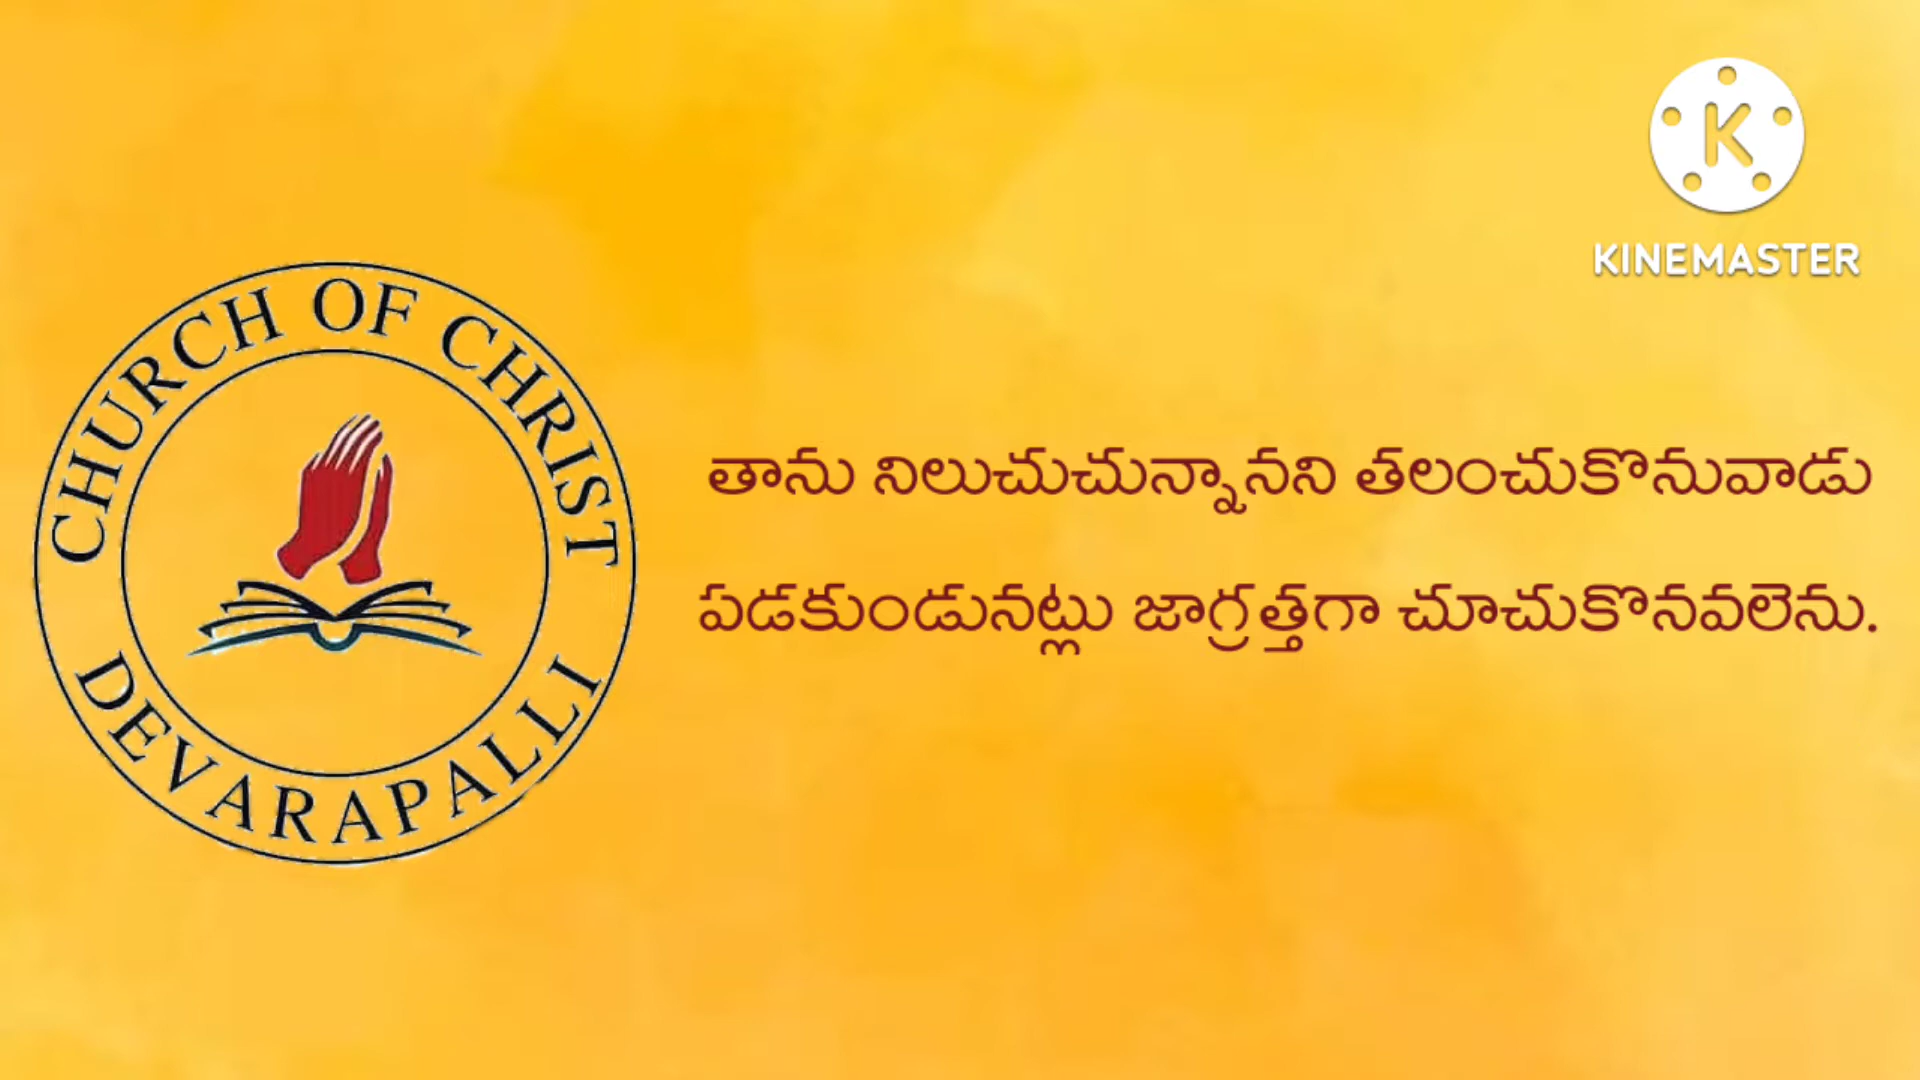 KINEMASTER
CHURCH OF CHRIST
DEVARAPALLI
తాను నిలుచుచున్నానని తలంచుకొనువాడు
పడకుండునట్లు జాగ్రత్తగా చూచుకొనవలెను.